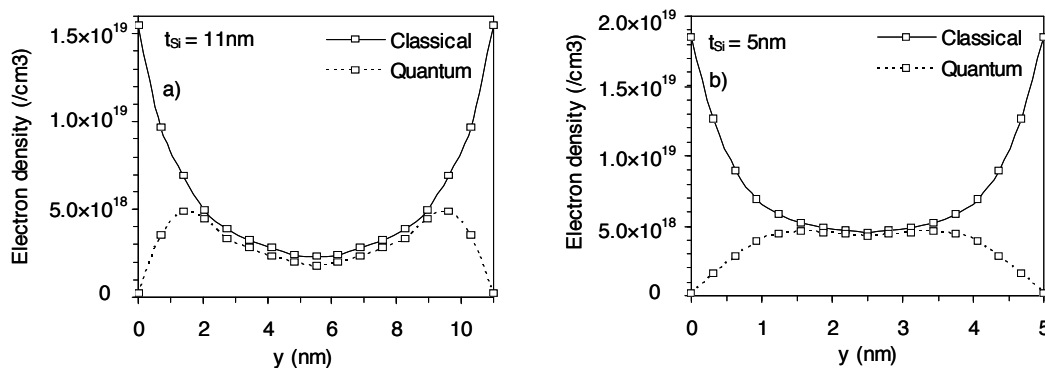 1.5×10¹⁹
1.0×10¹⁹
5.0×10¹⁸
0
Electron density (/cm3)
t_Si = 11nm
Classical
Quantum
a)
0 2 4 6 8 10
y (nm)
2.0×10¹⁹
1.5×10¹⁹
1.0×10¹⁹
5.0×10¹⁸
0
Electron density (/cm3)
t_Si = 5nm
Classical
Quantum
b)
0 1 2 3 4 5
y (nm)